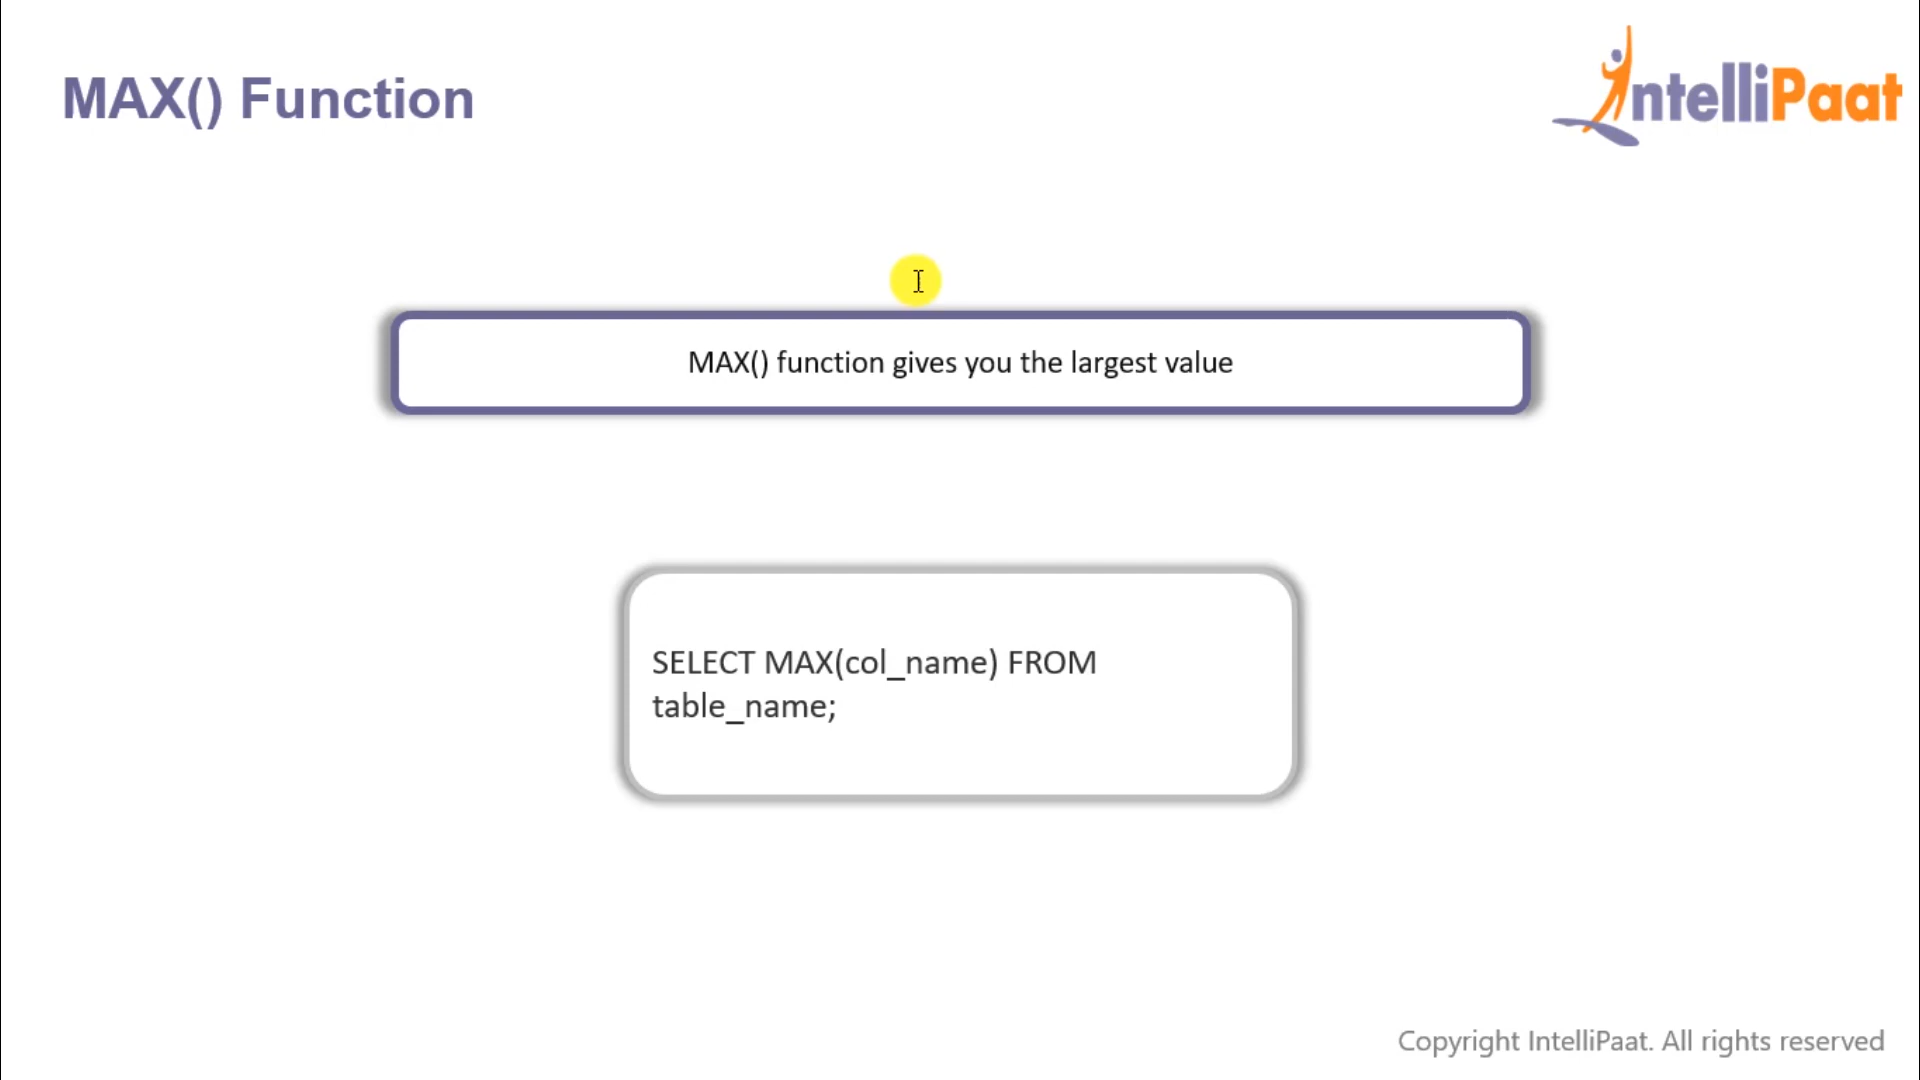 MAX() Function
IntelliPaat
MAX() function gives you the largest value
SELECT MAX(col_name) FROM
table_name;
Copyright IntelliPaat. All rights reserved